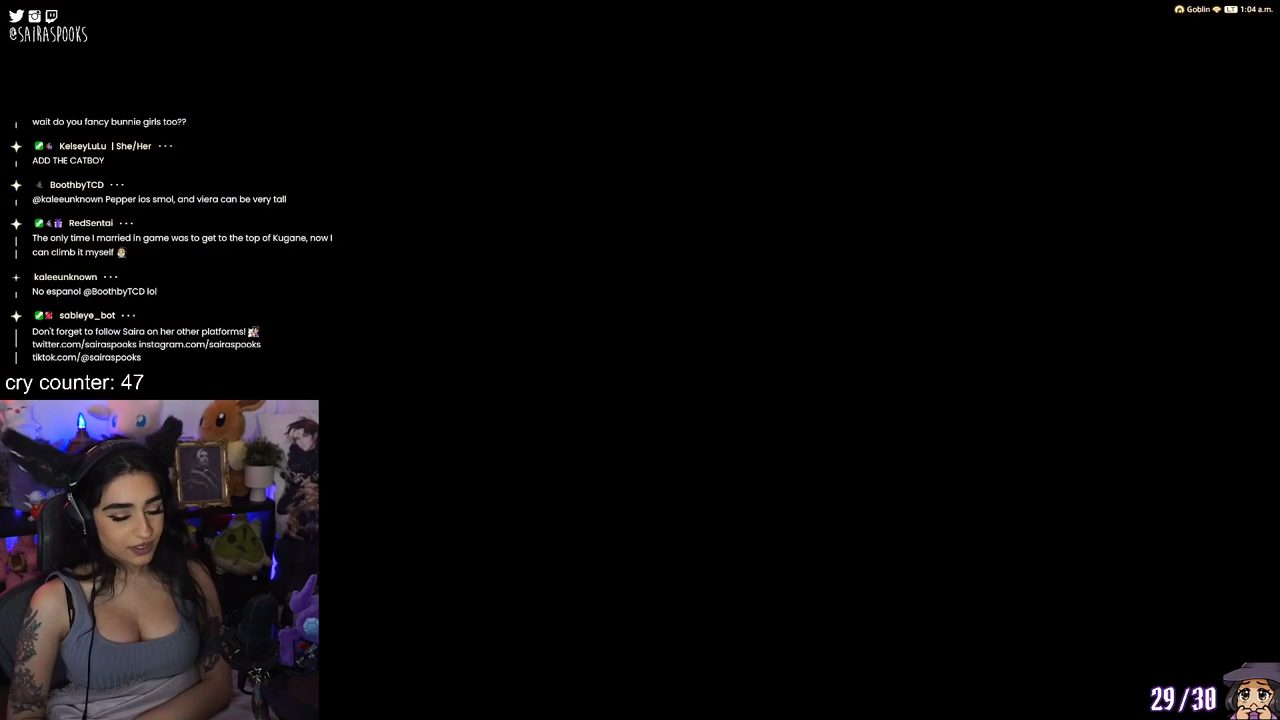 @SAIRASPOOKS
Goblin LT 1:04 a.m.
wait do you fancy bunnie girls too??
KelseyLuLu | She/Her
ADD THE CATBOY
BoothbyTCD
@kaleeunknown Pepper ios smol, and viera can be very tall
RedSentai
The only time I married in game was to get to the top of Kugane, now I
can climb it myself
kaleeunknown
No espanol @BoothbyTCD lol
sableye_bot
Don't forget to follow Saira on her other platforms!
twitter.com/sairaspooks instagram.com/sairaspooks
tiktok.com/@sairaspooks
cry counter: 47
29/30